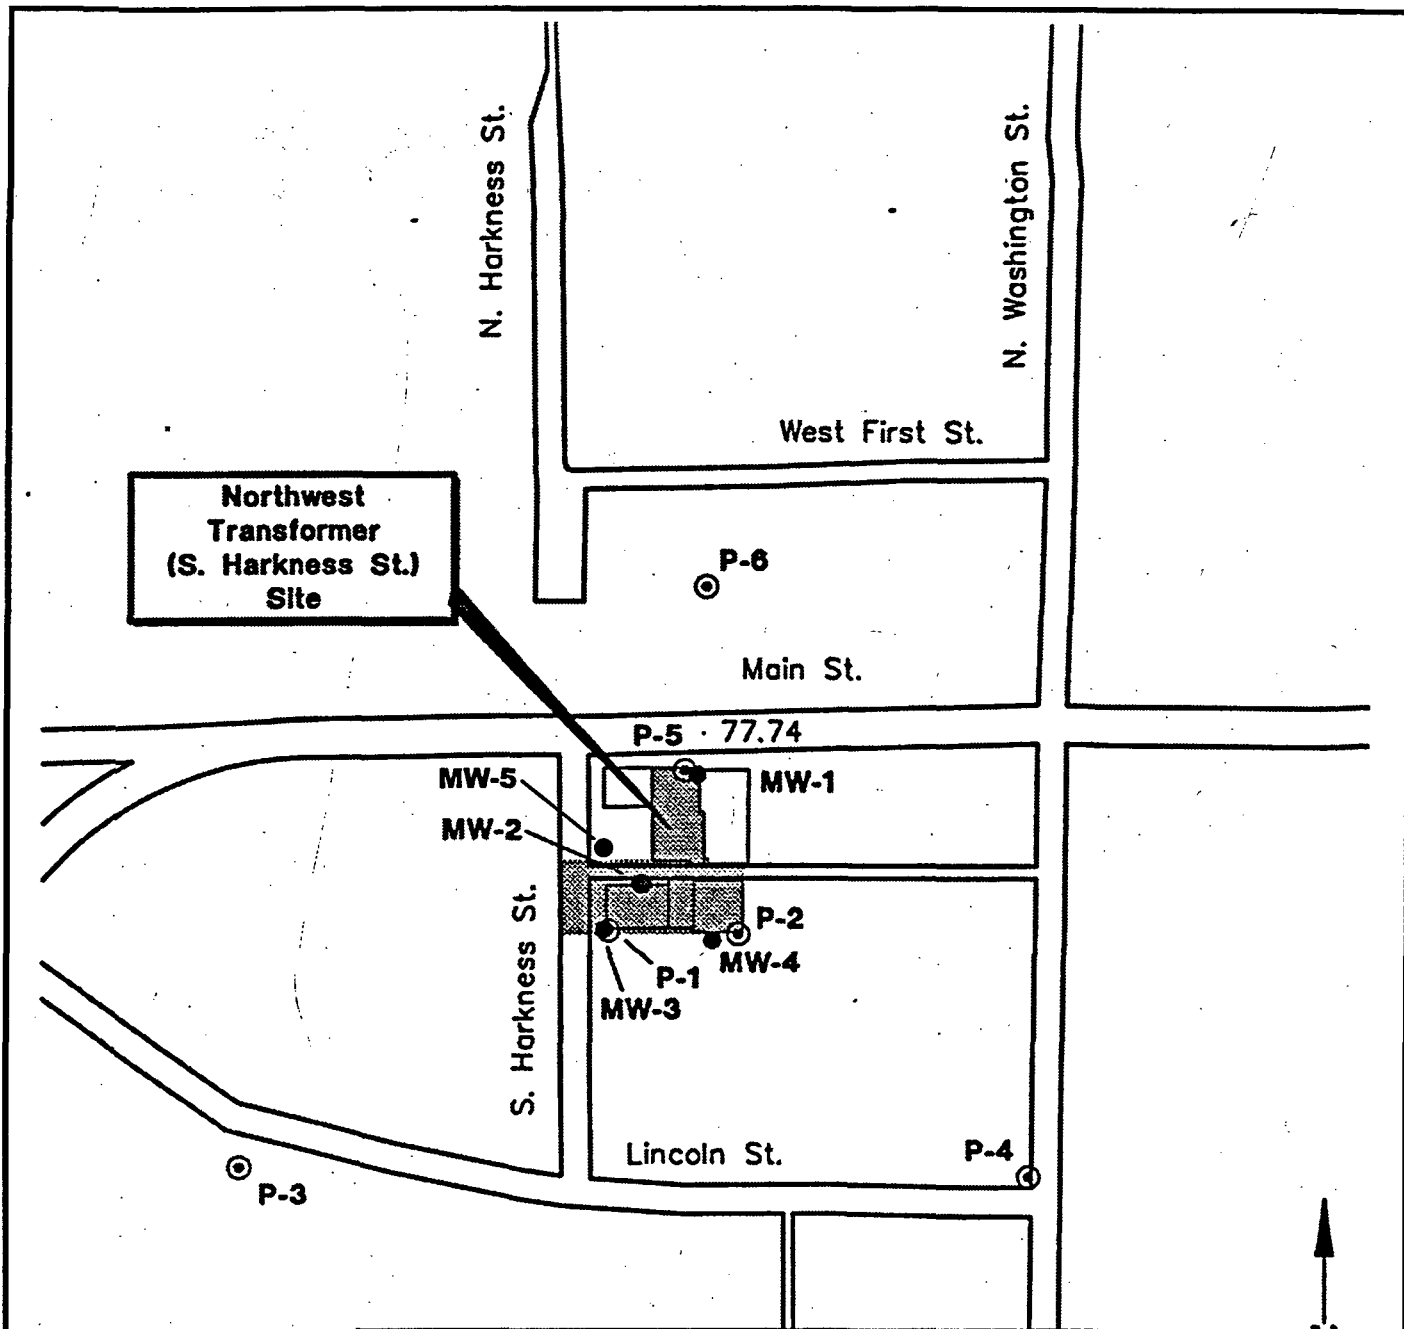 N. Harkness St.
N. Washington St.
West First St.
Northwest
Transformer
(S. Harkness St.)
Site
P-6
Main St.
P-5 · 77.74
MW-5
MW-1
MW-2
S. Harkness St.
P-2
MW-4
P-1
MW-3
Lincoln St.
P-4
P-3